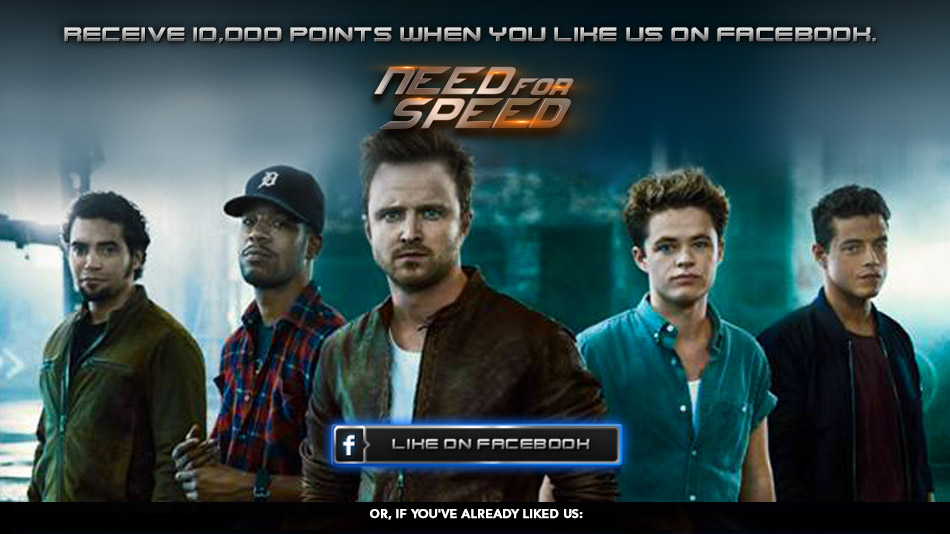 RECEIVE 10,000 POINTS WHEN YOU LIKE US ON FACEBOOK.
NEED FOR
SPEED
D
f LIKE ON FACEBOOK
OR, IF YOU'VE ALREADY LIKED US: